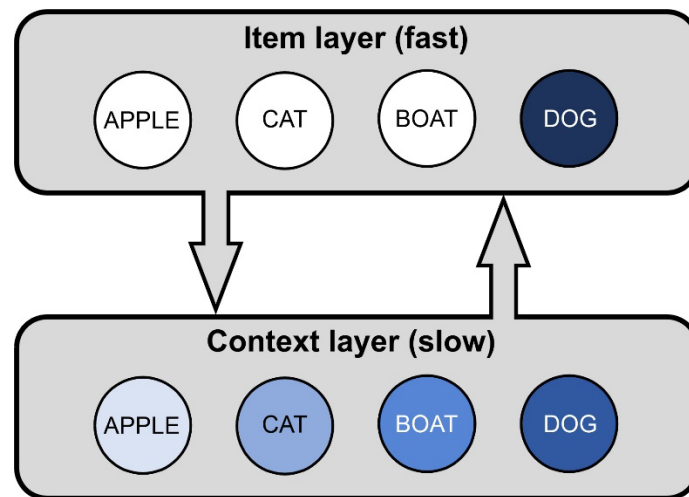 Item layer (fast)
APPLE CAT BOAT DOG
Context layer (slow)
APPLE CAT BOAT DOG